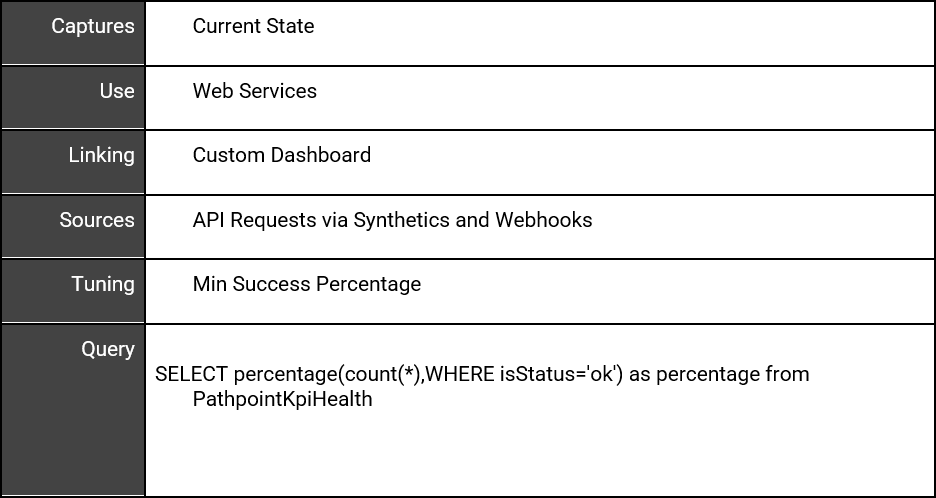 Captures Current State
Use Web Services
Linking Custom Dashboard
Sources API Requests via Synthetics and Webhooks
Tuning Min Success Percentage
Query
SELECT percentage(count(*),WHERE isStatus='ok') as percentage from
PathpointKpiHealth